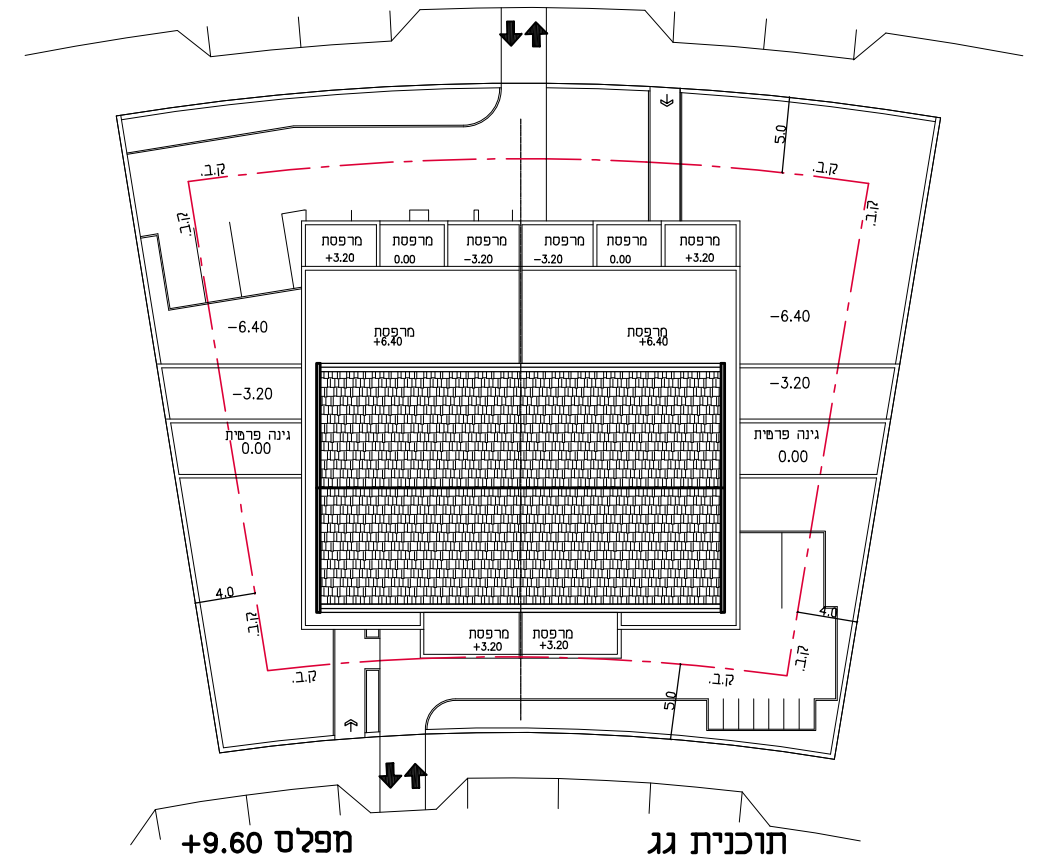 5.0
ק.ב.
ק.ב.
ק.ב.
ק.ב.
מרפסת
+3.20
מרפסת
0.00
מרפסת
-3.20
מרפסת
-3.20
מרפסת
0.00
מרפסת
+3.20
-6.40
-6.40
מרפסת
+6.40
מרפסת
+6.40
-3.20
-3.20
גינה פרטית
0.00
גינה פרטית
0.00
4.0
4.0
ק.ב.
ק.ב.
מרפסת
+3.20
מרפסת
+3.20
ק.ב.
ק.ב.
5.0
תוכנית גג
מפלס +9.60